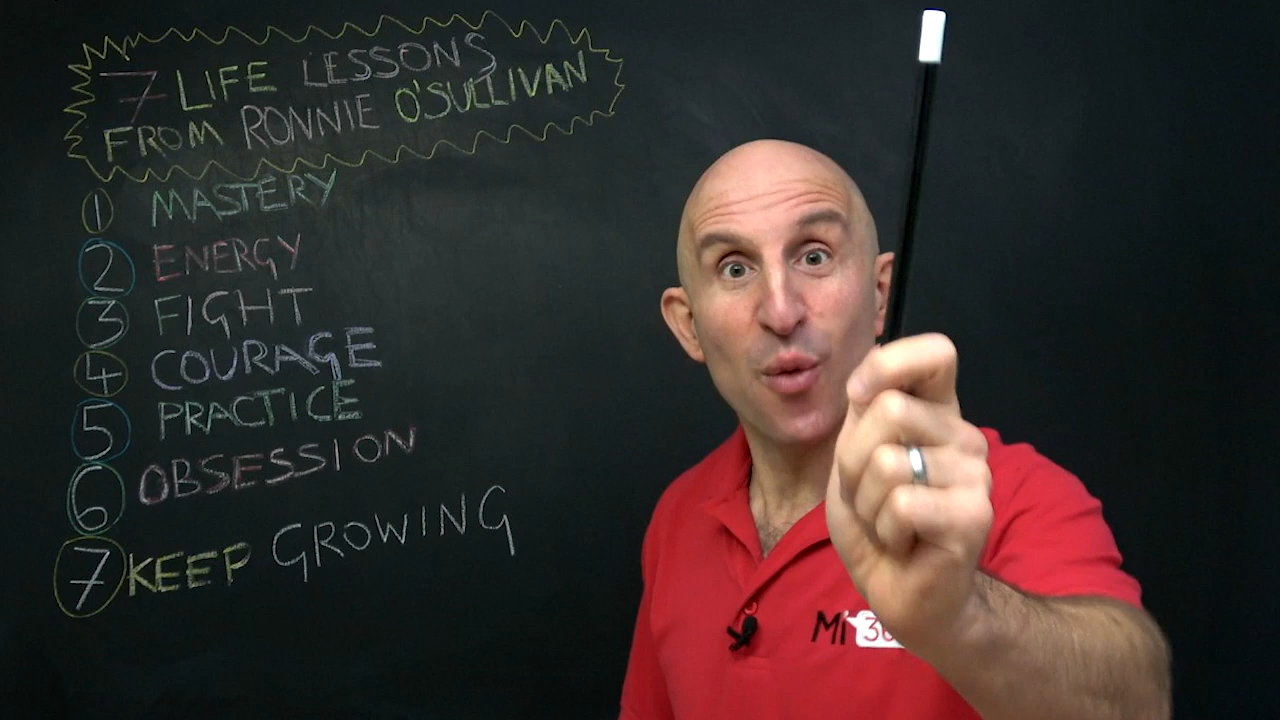 7 LIFE LESSONS
FROM RONNIE O'SULLIVAN
1 MASTERY
2 ENERGY
3 FIGHT
4 COURAGE
5 PRACTICE
6 OBSESSION
7 KEEP GROWING
Mi